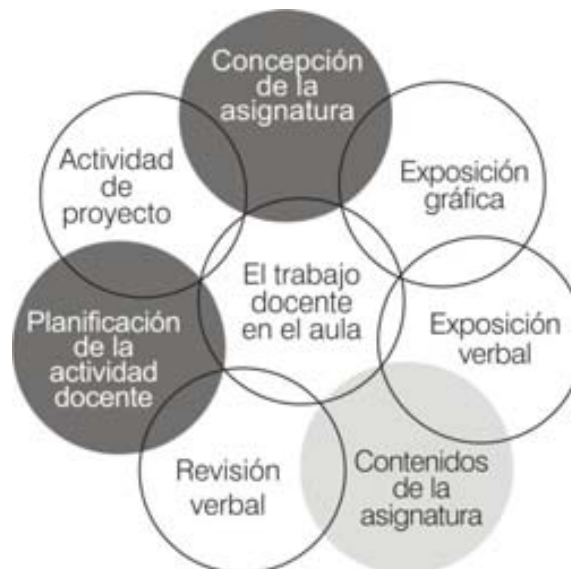 Concepción
de la
asignatura
Actividad
de
proyecto
Exposición
gráfica
El trabajo
docente
en el aula
Planificación
de la
actividad
docente
Exposición
verbal
Revisión
verbal
Contenidos
de la
asignatura